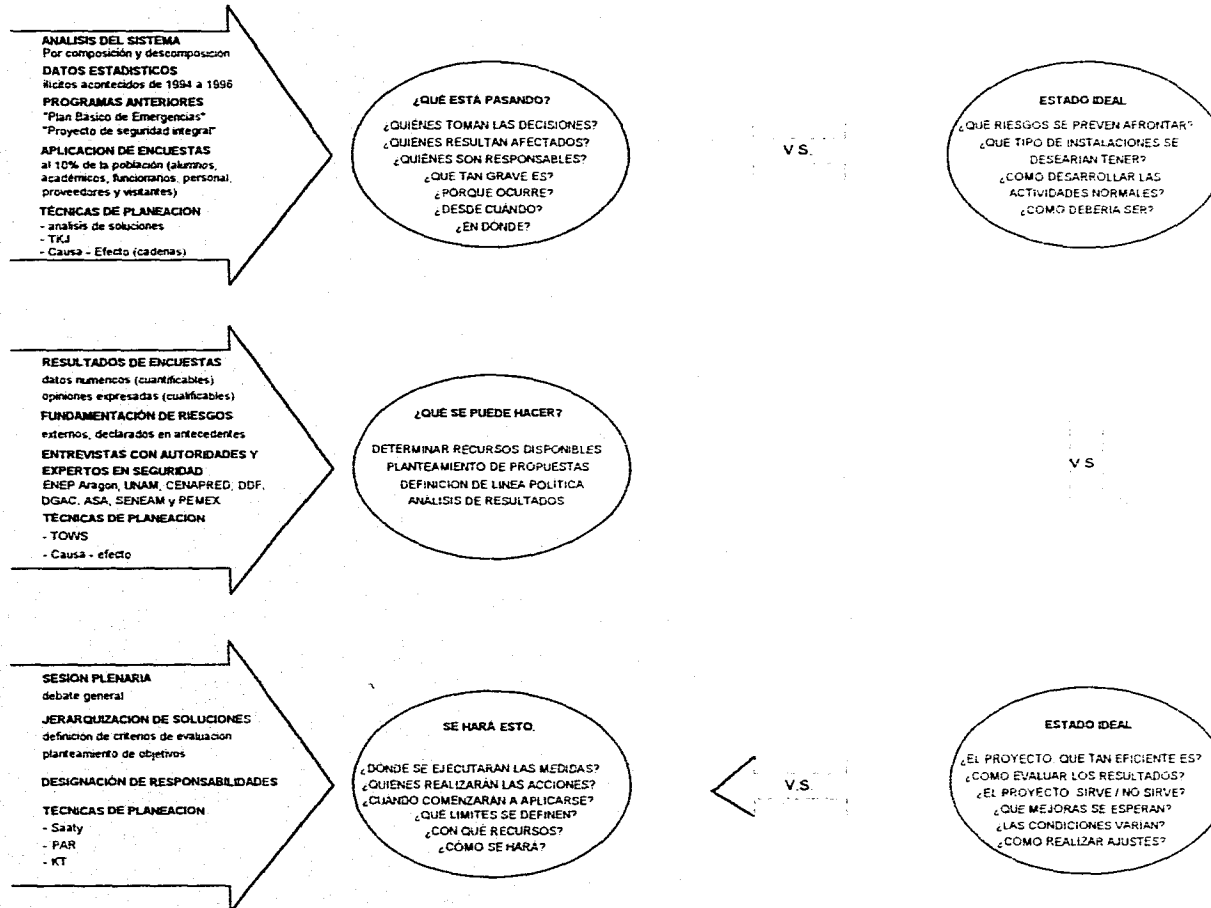 ANALISIS DEL SISTEMA
Por composición y descomposición
DATOS ESTADISTICOS
ilicitos acontecidos de 1994 a 1996
PROGRAMAS ANTERIORES
"Plan Basico de Emergencias"
"Proyecto de seguridad integral"
APLICACION DE ENCUESTAS
al 10% de la población (alumnos,
académicos, funcionarios, personal,
proveedores y visitantes)
TÉCNICAS DE PLANEACION
- analisis de soluciones
- TKJ
- Causa - Efecto (cadenas)
¿QUÉ ESTÁ PASANDO?
¿QUIÉNES TOMAN LAS DECISIONES?
¿QUIÉNES RESULTAN AFECTADOS?
¿QUIÉNES SON RESPONSABLES?
¿QUE TAN GRAVE ES?
¿PORQUE OCURRE?
¿DESDE CUÁNDO?
¿EN DONDE?
V.S.
ESTADO IDEAL
¿QUE RIESGOS SE PREVEN AFRONTAR?
¿QUE TIPO DE INSTALACIONES SE
DESEARIAN TENER?
¿COMO DESARROLLAR LAS
ACTIVIDADES NORMALES?
¿COMO DEBERIA SER?
RESULTADOS DE ENCUESTAS
datos numericos (cuantificables)
opiniones expresadas (cualificables)
FUNDAMENTACIÓN DE RIESGOS
externos, declarados en antecedentes
ENTREVISTAS CON AUTORIDADES Y
EXPERTOS EN SEGURIDAD
ENEP Aragon, UNAM, CENAPRED, DDF,
DGAC, ASA, SENEAM y PEMEX
TÉCNICAS DE PLANEACION
- TOWS
- Causa - efecto
¿QUÉ SE PUEDE HACER?
DETERMINAR RECURSOS DISPONIBLES
PLANTEAMIENTO DE PROPUESTAS
DEFINICION DE LINEA POLÍTICA
ANÁLISIS DE RESULTADOS
V S
SESION PLENARIA
debate general
JERARQUIZACION DE SOLUCIONES
definición de criterios de evaluacion
planteamiento de objetivos
DESIGNACIÓN DE RESPONSABILIDADES
TECNICAS DE PLANEACION
- Saaty
- PAR
- KT
SE HARÁ ESTO.
¿DONDE SE EJECUTARAN LAS MEDIDAS?
¿QUIENES REALIZARÁN LAS ACCIONES?
¿CUANDO COMENZARÁN A APLICARSE?
¿QUÉ LIMITES SE DEFINEN?
¿CON QUÉ RECURSOS?
¿CÓMO SE HARÁ?
V.S.
ESTADO IDEAL
¿EL PROYECTO QUE TAN EFICIENTE ES?
¿COMO EVALUAR LOS RESULTADOS?
¿EL PROYECTO SIRVE / NO SIRVE?
¿QUE MEJORAS SE ESPERAN?
¿LAS CONDICIONES VARIAN?
¿COMO REALIZAR AJUSTES?